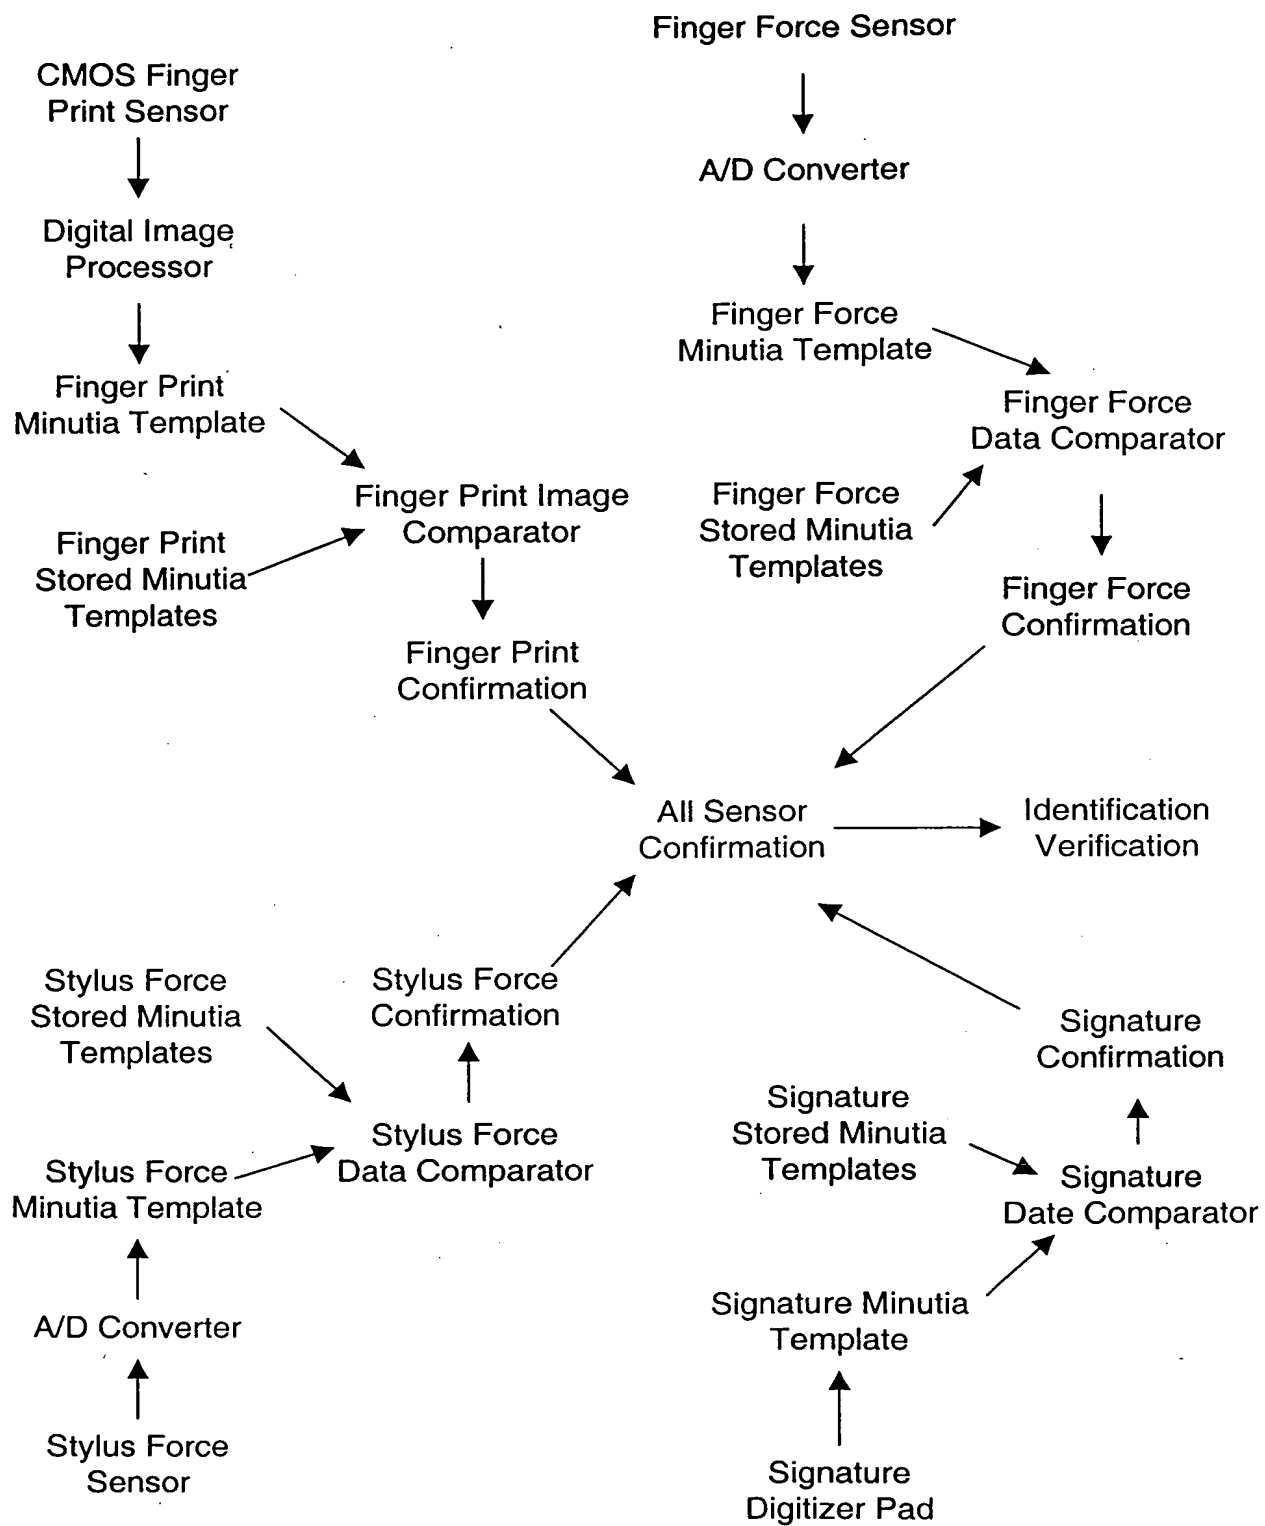 Finger Force Sensor
CMOS Finger
Print Sensor
A/D Converter
Digital Image
Processor
Finger Force
Minutia Template
Finger Print
Minutia Template
Finger Force
Data Comparator
Finger Print Image
Comparator
Finger Force
Stored Minutia
Templates
Finger Print
Stored Minutia
Templates
Finger Force
Confirmation
Finger Print
Confirmation
All Sensor
Confirmation
Identification
Verification
Stylus Force
Stored Minutia
Templates
Stylus Force
Confirmation
Signature
Confirmation
Signature
Stored Minutia
Templates
Stylus Force
Data Comparator
Stylus Force
Minutia Template
Signature
Date Comparator
Signature Minutia
Template
A/D Converter
Stylus Force
Sensor
Signature
Digitizer Pad